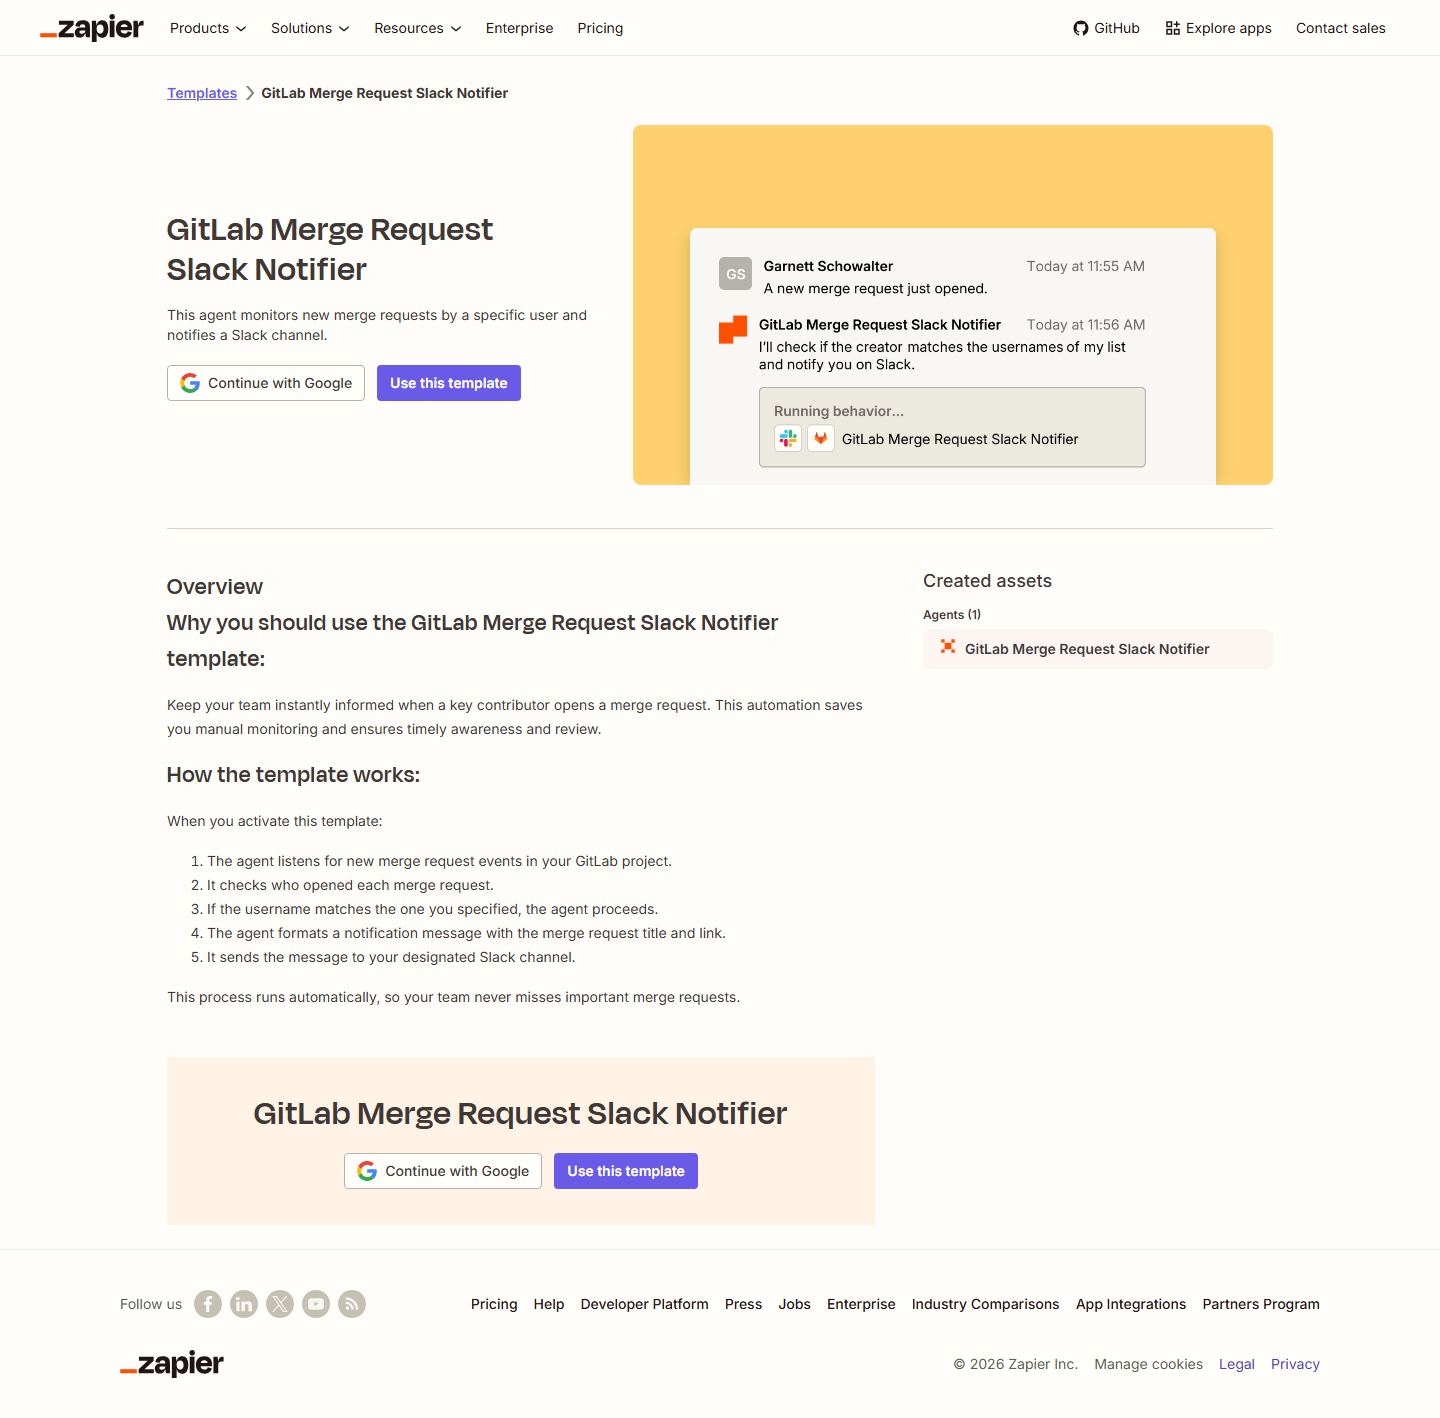 zapier
Products
Solutions
Resources
Enterprise
Pricing
GitHub
Explore apps
Contact sales
Templates
GitLab Merge Request Slack Notifier
GitLab Merge Request
Slack Notifier
This agent monitors new merge requests by a specific user and
notifies a Slack channel.
Continue with Google
Use this template
GS
Garnett Schowalter
Today at 11:55 AM
A new merge request just opened.
GitLab Merge Request Slack Notifier
Today at 11:56 AM
I'll check if the creator matches the usernames of my list
and notify you on Slack.
Running behavior...
GitLab Merge Request Slack Notifier
Overview
Why you should use the GitLab Merge Request Slack Notifier
template:
Keep your team instantly informed when a key contributor opens a merge request. This automation saves
you manual monitoring and ensures timely awareness and review.
How the template works:
When you activate this template:
1. The agent listens for new merge request events in your GitLab project.
2. It checks who opened each merge request.
3. If the username matches the one you specified, the agent proceeds.
4. The agent formats a notification message with the merge request title and link.
5. It sends the message to your designated Slack channel.
This process runs automatically, so your team never misses important merge requests.
Created assets
Agents (1)
GitLab Merge Request Slack Notifier
GitLab Merge Request Slack Notifier
Continue with Google
Use this template
Follow us
Pricing
Help
Developer Platform
Press
Jobs
Enterprise
Industry Comparisons
App Integrations
Partners Program
zapier
© 2026 Zapier Inc.
Manage cookies
Legal
Privacy